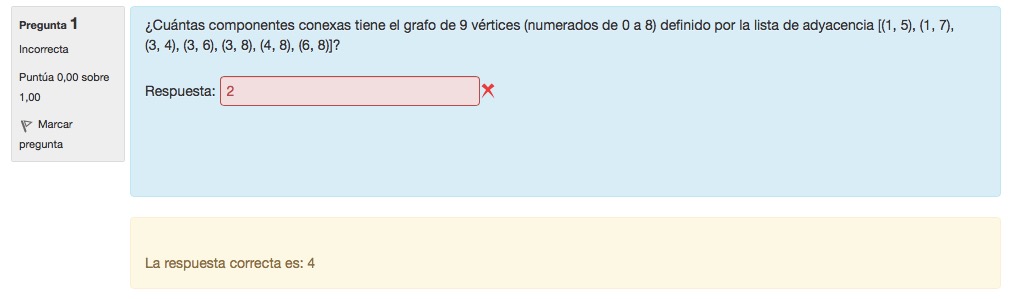 Pregunta 1
Incorrecta
Puntúa 0,00 sobre
1,00
Marcar
pregunta
¿Cuántas componentes conexas tiene el grafo de 9 vértices (numerados de 0 a 8) definido por la lista de adyacencia [(1, 5), (1, 7),
(3, 4), (3, 6), (3, 8), (4, 8), (6, 8)]?
Respuesta: 2
La respuesta correcta es: 4